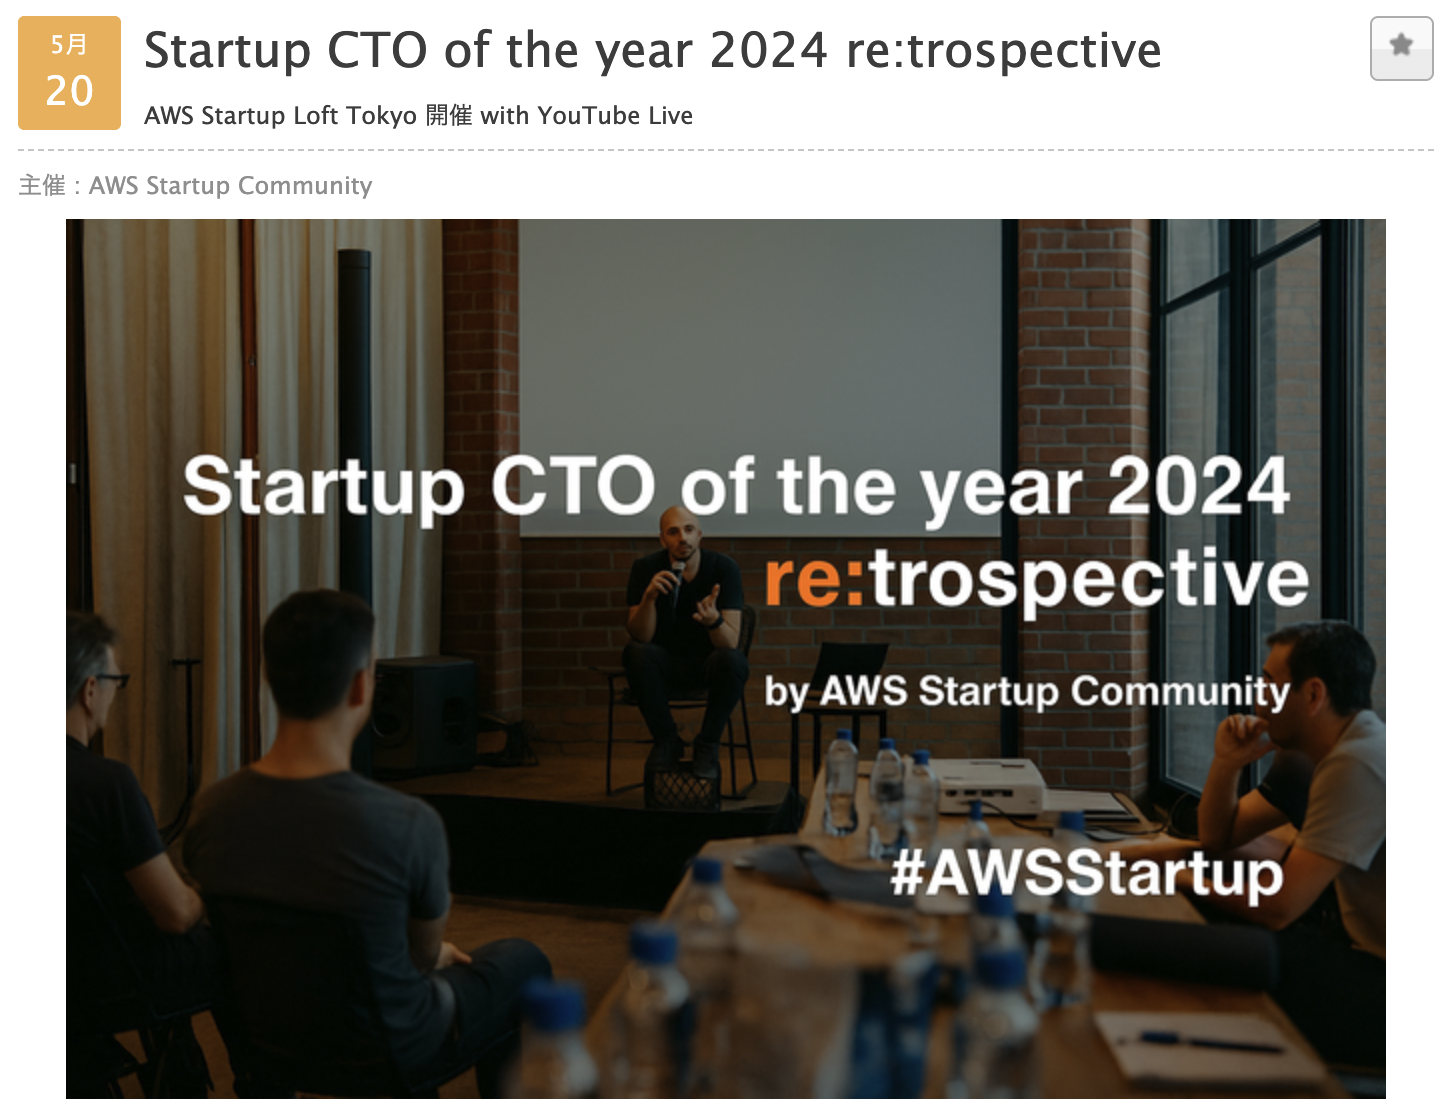 5月
20
Startup CTO of the year 2024 re:trospective
AWS Startup Loft Tokyo 開催 with YouTube Live
主催 : AWS Startup Community
Startup CTO of the year 2024
re:trospective
by AWS Startup Community
#AWSStartup